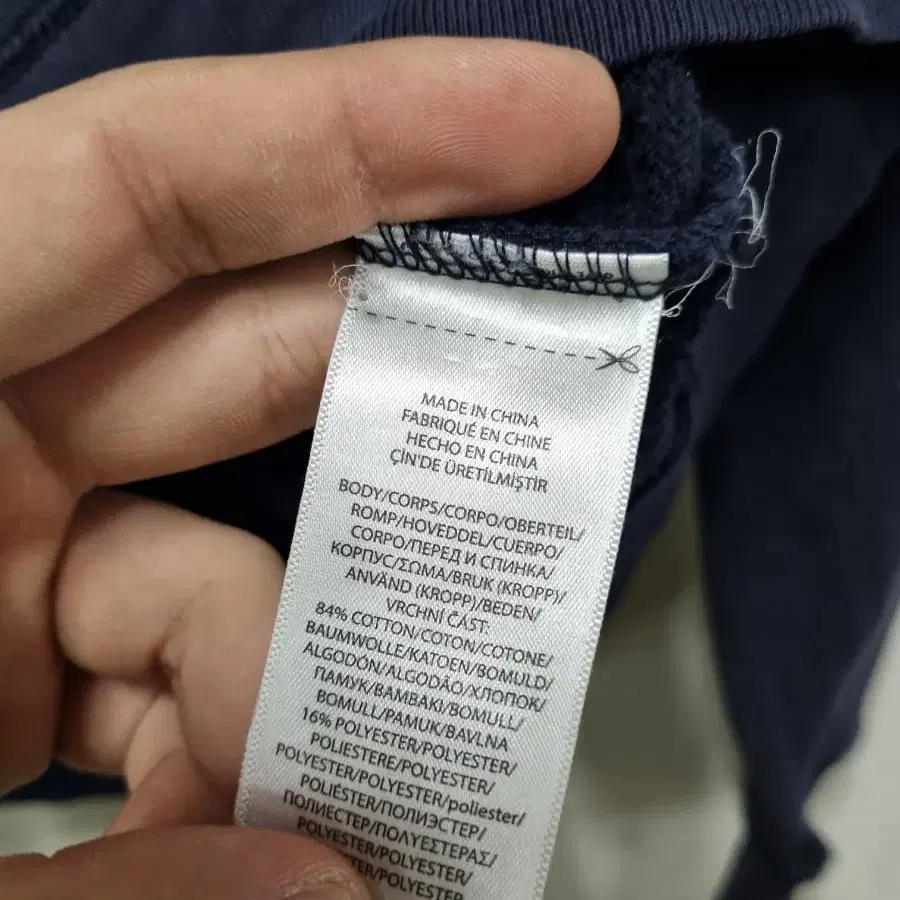 MADE IN CHINA
FABRIQUÉ EN CHINE
HECHO EN CHINA
ÇİN'DE ÜRETİLMİŞTİR
BODY/CORPS/CORPO/OBERTEIL/
ROMP/HOVEDDEL/CUERPO/
CORPO/ПЕРЕД И СПИНКА/
КОРПУС/ΣΩΜΑ/BRUK (KROPP)/
ANVÄND (KROPP)/BEDEN/
VRCHNÍ ČÁST:
84% COTTON/COTON/COTONE/
BAUMWOLLE/KATOEN/BOMULD/
ALGODÓN/ALGODÃO/ХЛОПОК/
ПАМУК/ΒΑΜΒΑΚΙ/BOMULL/
BOMULL/PAMUK/BAVLNA
16% POLYESTER/POLYESTER/
POLIESTERE/POLYESTER/
POLYESTER/POLYESTER/poliester/
POLIÉSTER/ПОЛИЭСТЕР/
ПОЛИЕСТЕР/ΠΟΛΥΕΣΤΕΡΑΣ/
POLYESTER/POLYESTER/
/POLYESTER